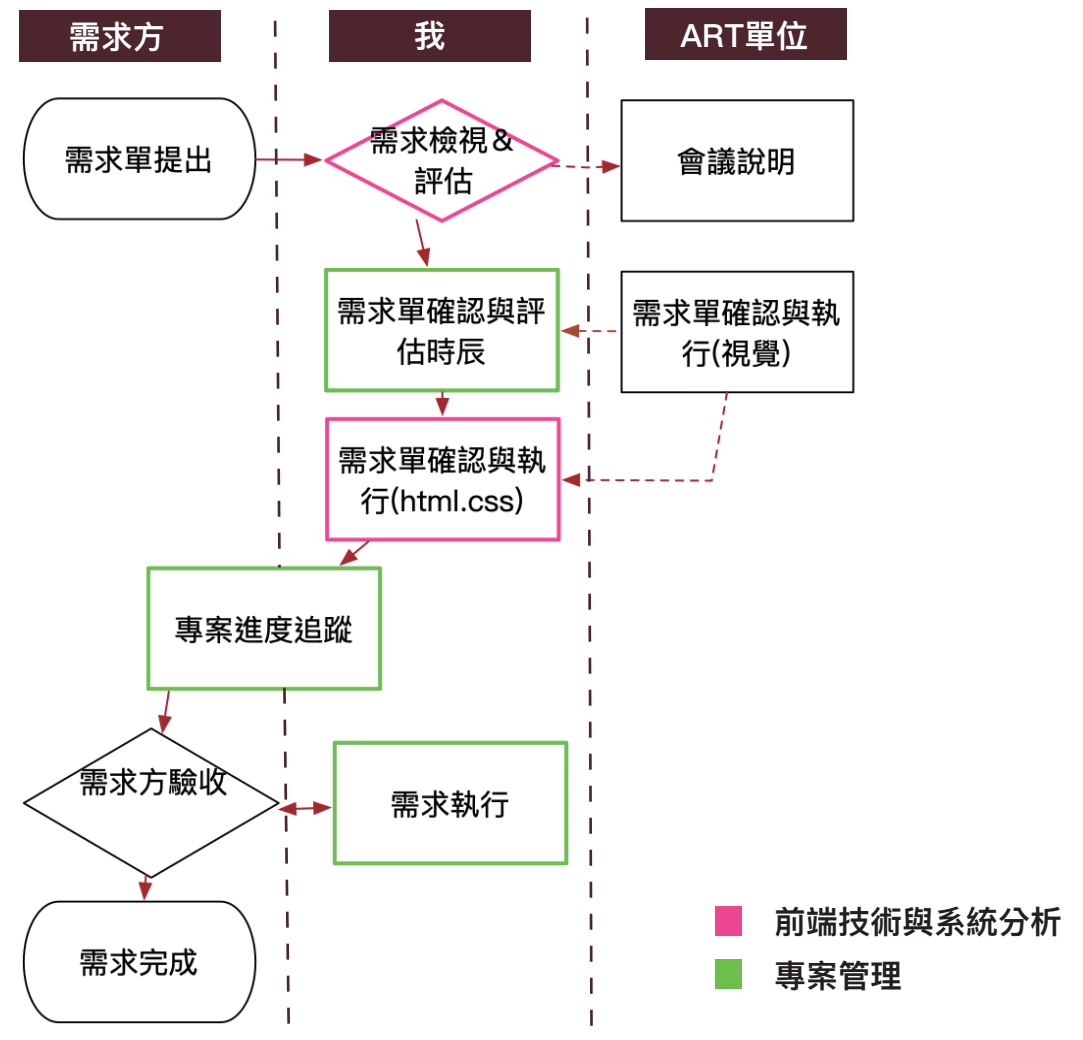 需求方
我
ART單位
需求單提出
需求檢視&
評估
會議說明
需求單確認與評
估時辰
需求單確認與執
行(視覺)
需求單確認與執
行(html.css)
專案進度追蹤
需求方驗收
需求執行
需求完成
前端技術與系統分析
專案管理